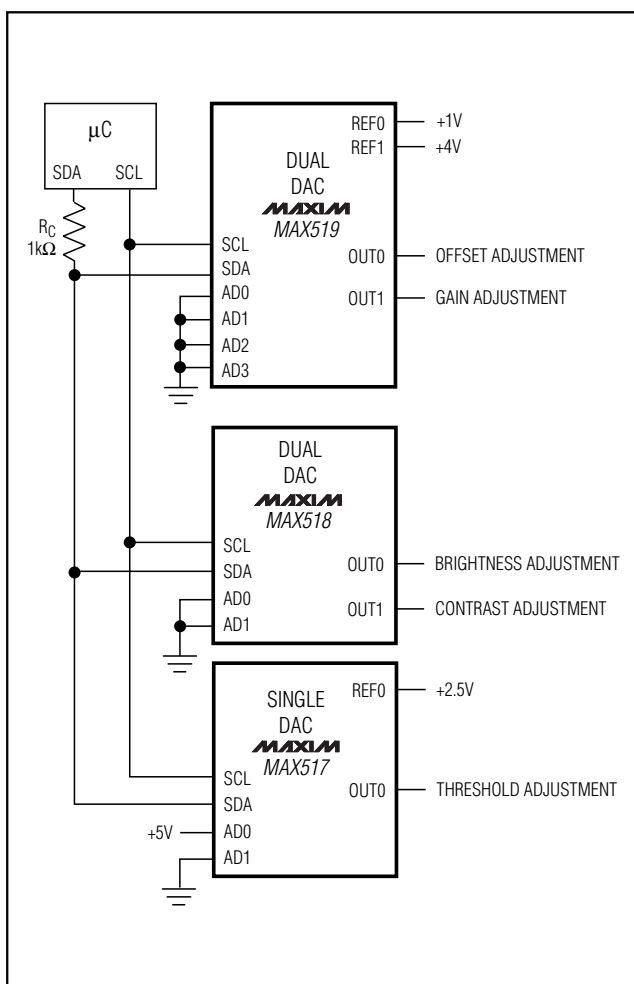 μC
SDA SCL
RC
1kΩ
DUAL
DAC
MAXIM
MAX519
REF0 +1V
REF1 +4V
SCL
SDA
AD0
AD1
AD2
AD3
OUT0 OFFSET ADJUSTMENT
OUT1 GAIN ADJUSTMENT
DUAL
DAC
MAXIM
MAX518
SCL
SDA
AD0
AD1
OUT0 BRIGHTNESS ADJUSTMENT
OUT1 CONTRAST ADJUSTMENT
SINGLE
DAC
MAXIM
MAX517
REF0 +2.5V
SCL
SDA
+5V AD0
AD1
OUT0 THRESHOLD ADJUSTMENT